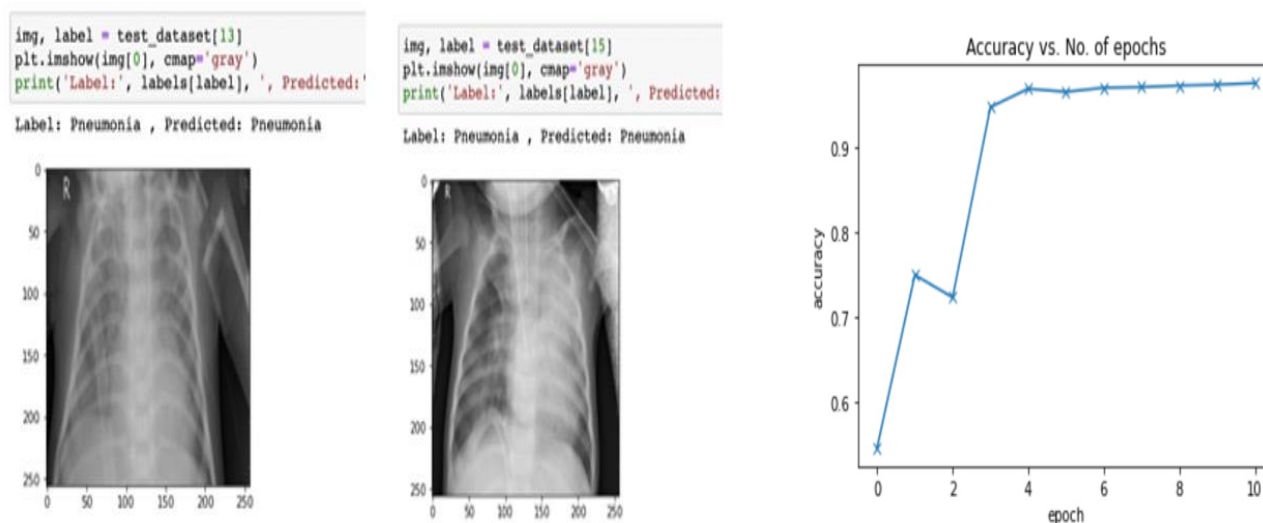 img, label = test_dataset[13]
plt.imshow(img[0], cmap='gray')
print('Label:', labels[label], ', Predicted:'
Label: Pneumonia , Predicted: Pneumonia
R
0
50
100
150
200
250
0 50 100 150 200 250
img, label = test_dataset[15]
plt.imshow(img[0], cmap='gray')
print('Label:', labels[label], ', Predicted:
Label: Pneumonia , Predicted: Pneumonia
R
0
50
100
150
200
250
0 50 100 150 200 250
Accuracy vs. No. of epochs
accuracy
0.9
0.8
0.7
0.6
0 2 4 6 8 10
epoch